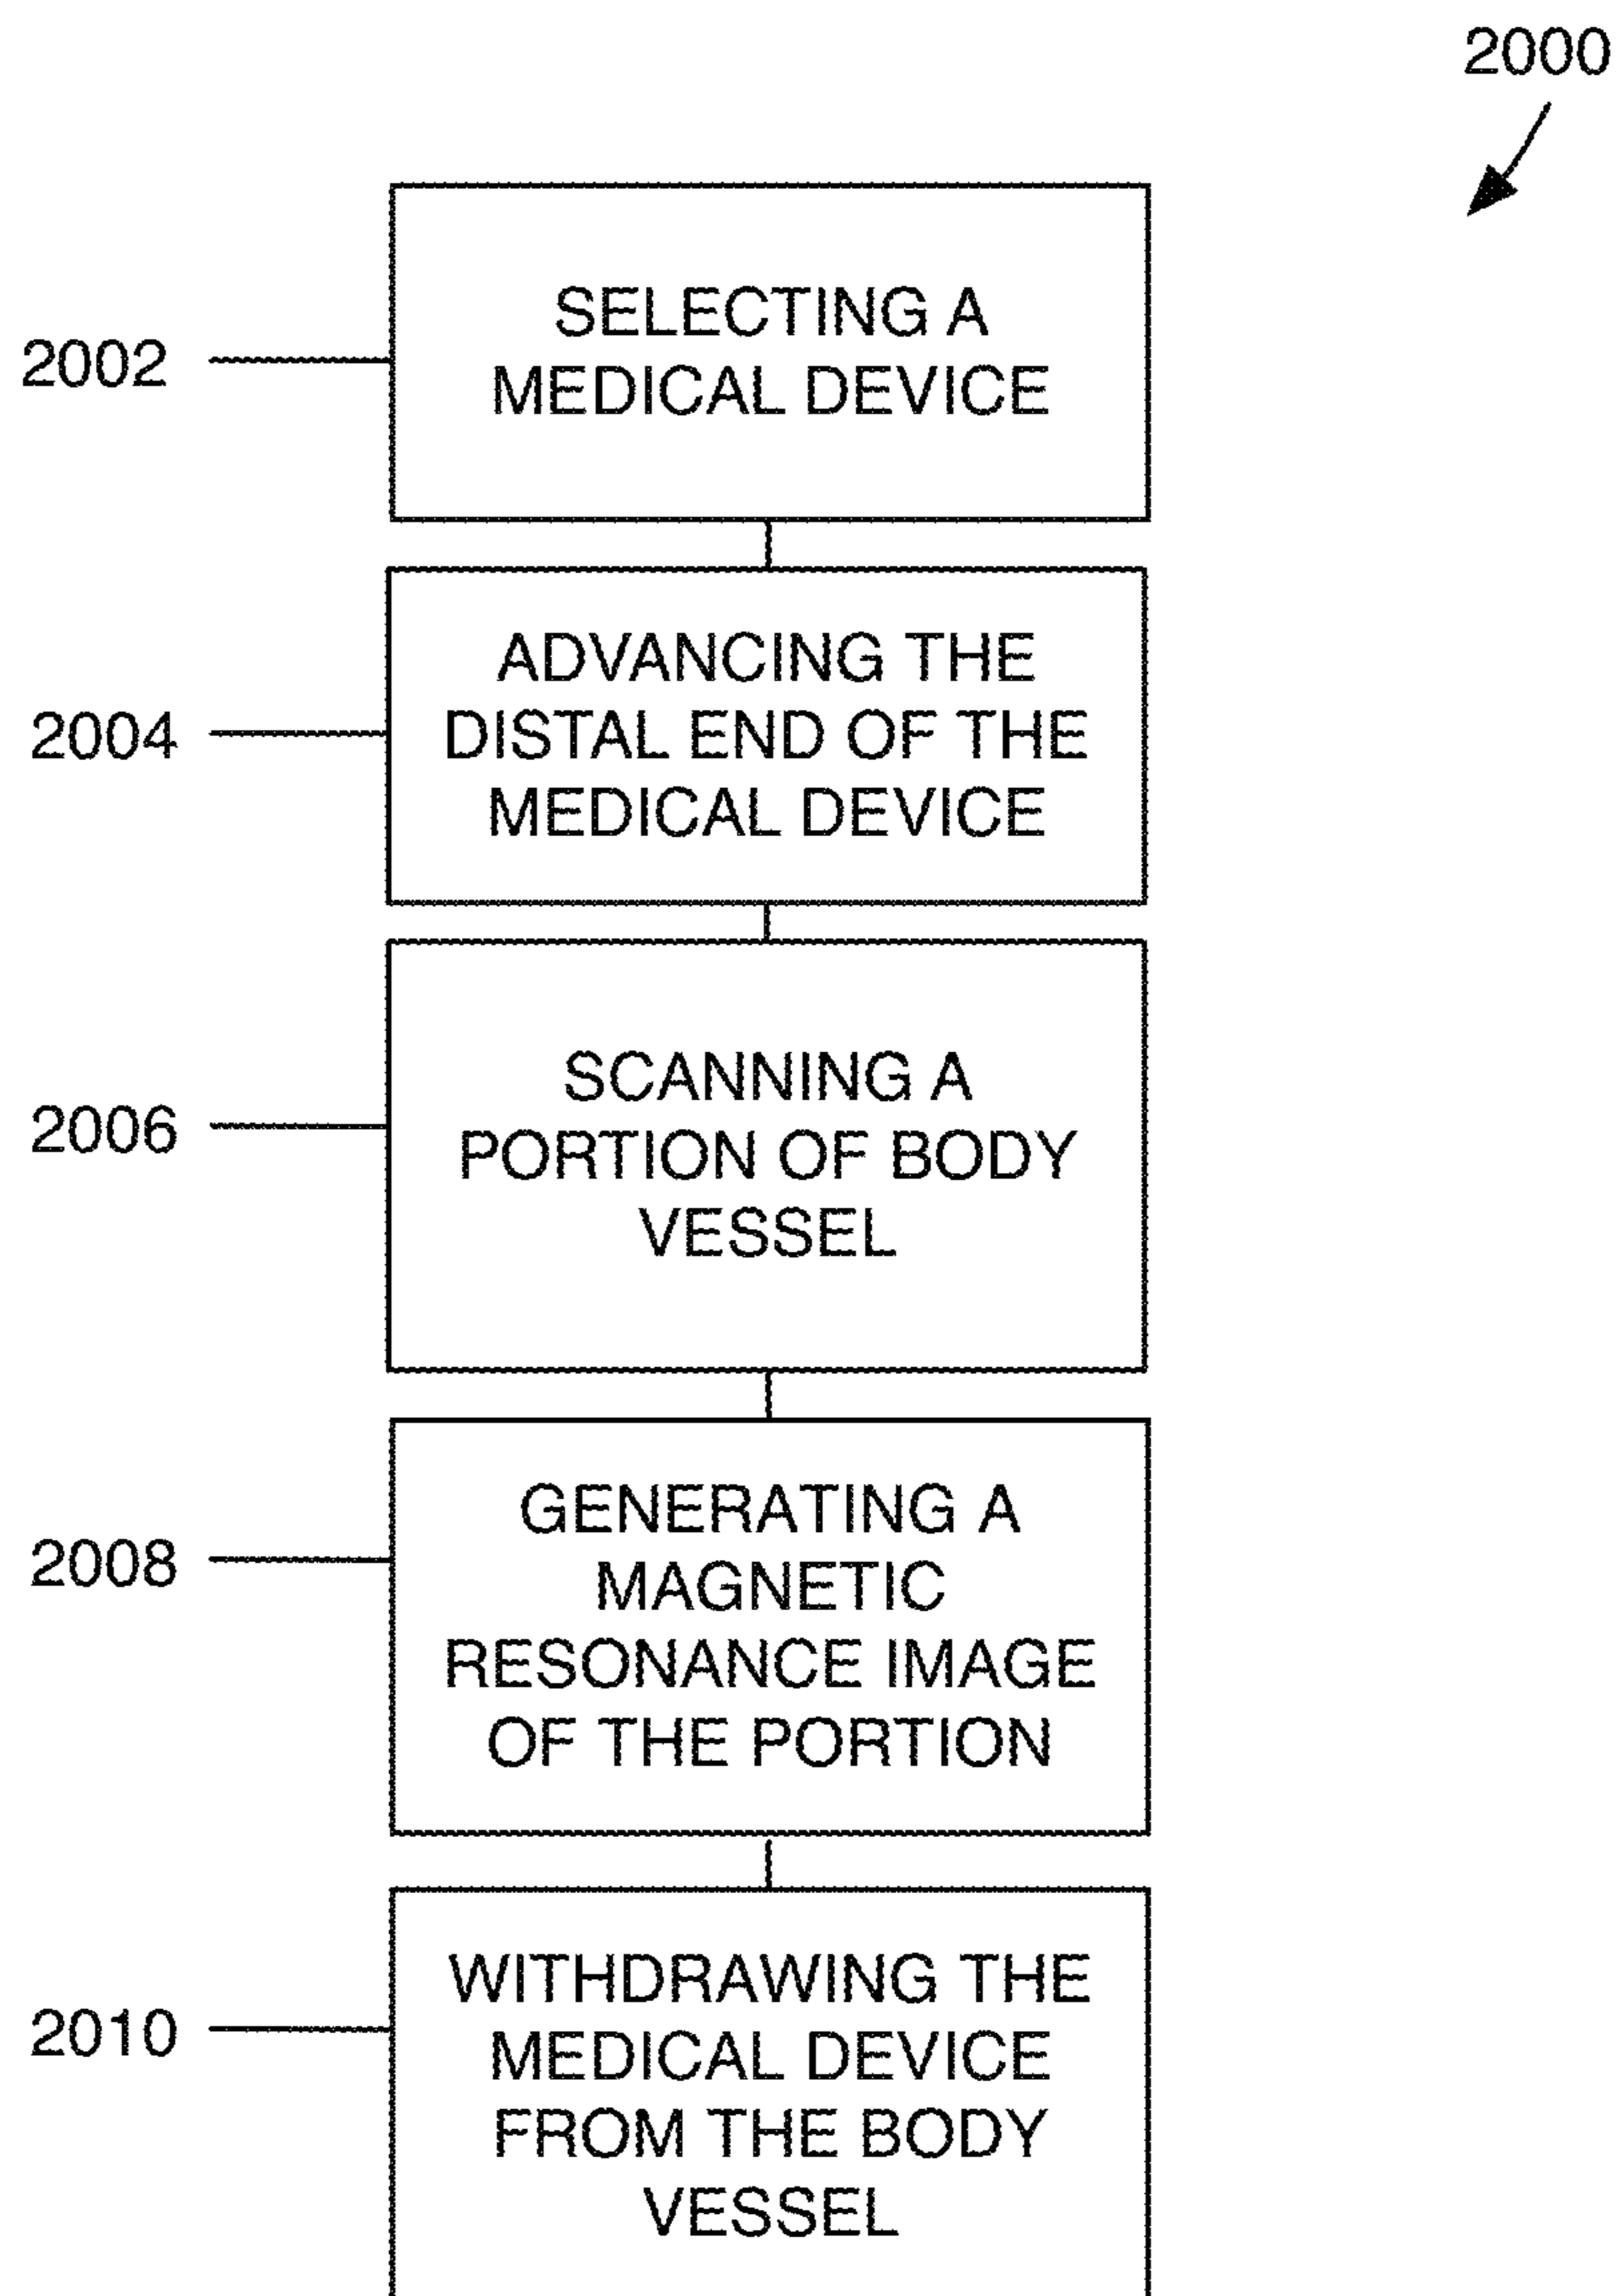 2000
2002
SELECTING A
MEDICAL DEVICE
2004
ADVANCING THE
DISTAL END OF THE
MEDICAL DEVICE
2006
SCANNING A
PORTION OF BODY
VESSEL
2008
GENERATING A
MAGNETIC
RESONANCE IMAGE
OF THE PORTION
2010
WITHDRAWING THE
MEDICAL DEVICE
FROM THE BODY
VESSEL